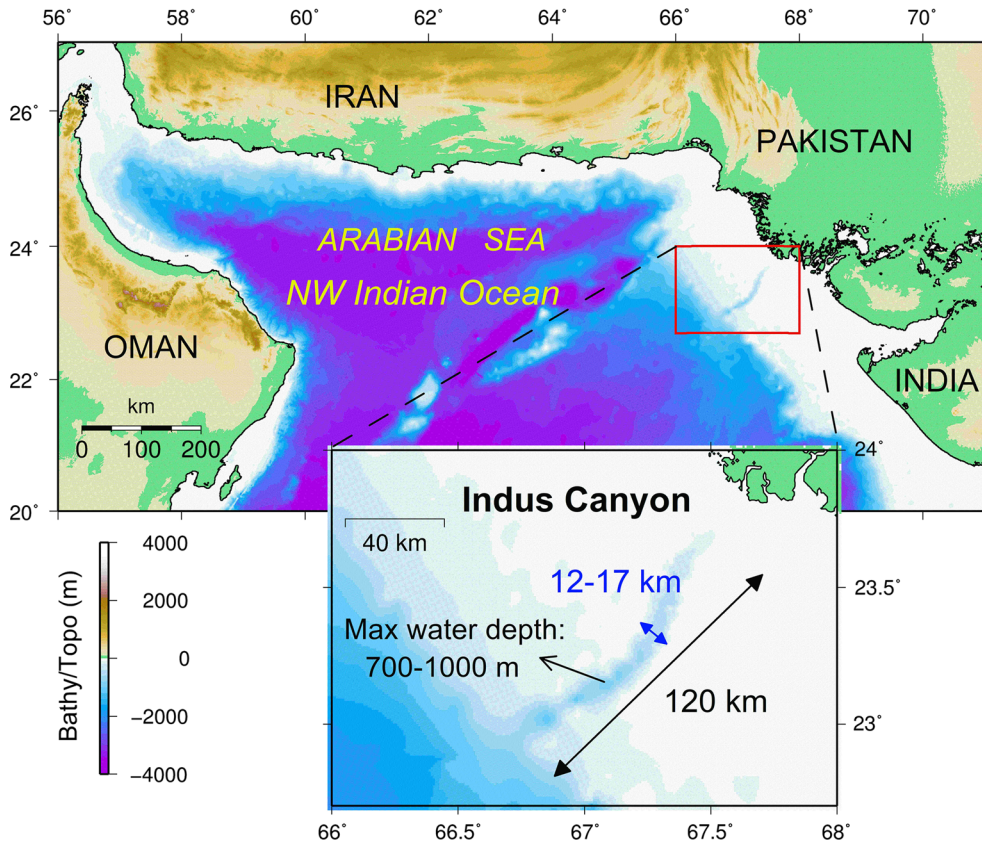 56° 58° 60° 62° 64° 66° 68° 70°
26°
24°
22°
20°
IRAN
PAKISTAN
ARABIAN SEA
NW Indian Ocean
OMAN
INDIA
km
0 100 200
24°
Indus Canyon
40 km
12-17 km
23.5°
Max water depth:
700-1000 m
120 km
23°
66° 66.5° 67° 67.5° 68°
Bathy/Topo (m)
4000
2000
0
−2000
−4000